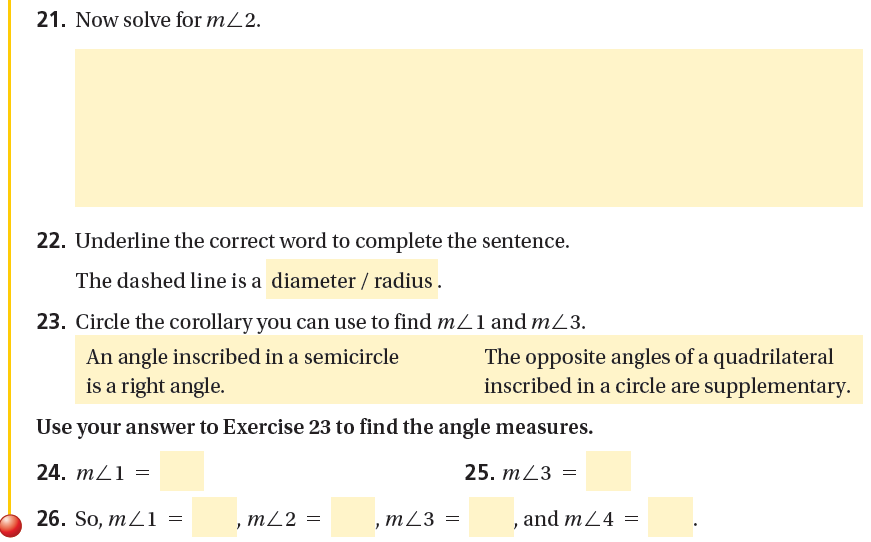 21. Now solve for m∠2.
22. Underline the correct word to complete the sentence.
The dashed line is a diameter / radius .
23. Circle the corollary you can use to find m∠1 and m∠3.
An angle inscribed in a semicircle
is a right angle.
The opposite angles of a quadrilateral
inscribed in a circle are supplementary.
Use your answer to Exercise 23 to find the angle measures.
24. m∠1 =
25. m∠3 =
26. So, m∠1 = , m∠2 = , m∠3 = , and m∠4 = .